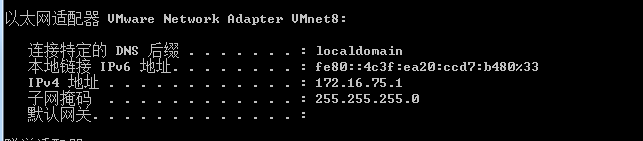 以太网适配器 VMware Network Adapter VMnet8:
连接特定的 DNS 后缀 . . . . . . . : localdomain
本地链接 IPv6 地址. . . . . . . . : fe80::4c3f:ea20:ccd7:b480%33
IPv4 地址 . . . . . . . . . . . . : 172.16.75.1
子网掩码 . . . . . . . . . . . . : 255.255.255.0
默认网关. . . . . . . . . . . . . :